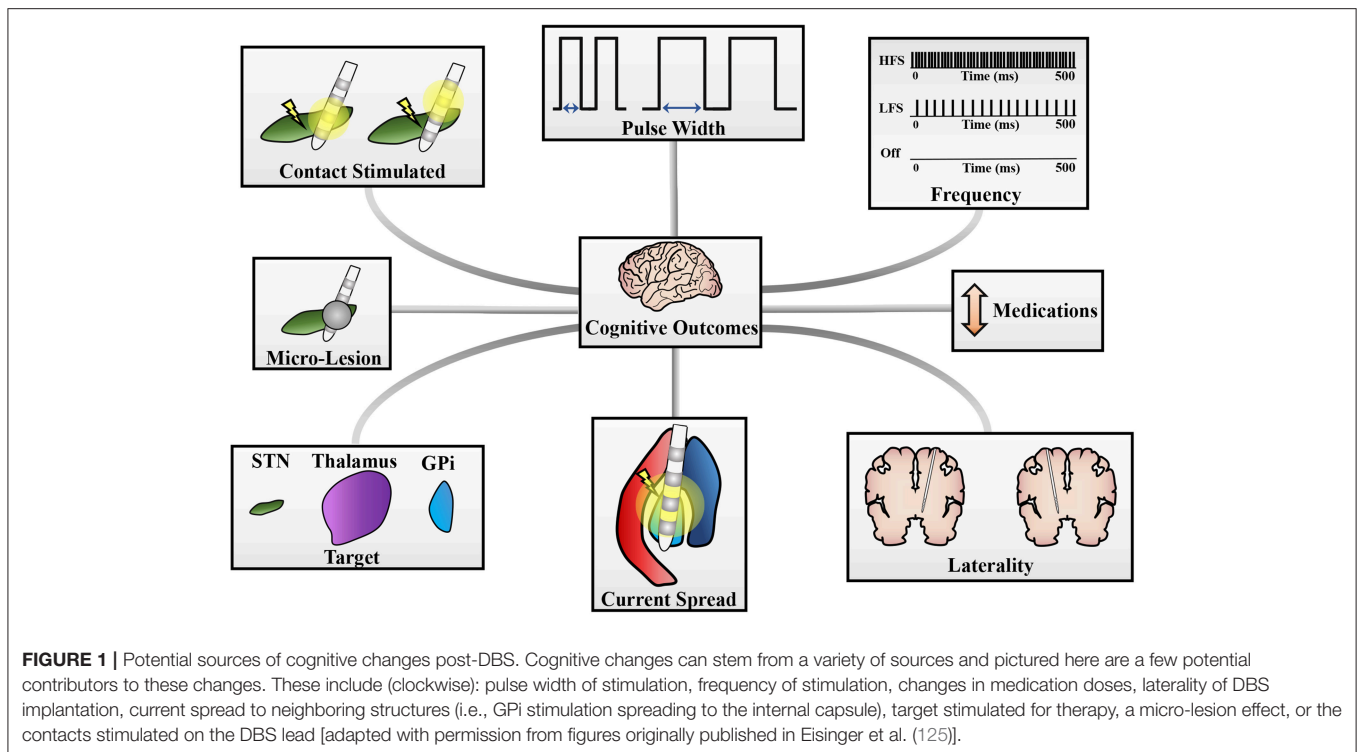 Contact Stimulated
Pulse Width
HFS
0 Time (ms) 500
LFS
0 Time (ms) 500
Off
0 Time (ms) 500
Frequency
Micro-Lesion
Cognitive Outcomes
Medications
STN Thalamus GPi
Target
Current Spread
Laterality
FIGURE 1 | Potential sources of cognitive changes post-DBS. Cognitive changes can stem from a variety of sources and pictured here are a few potential
contributors to these changes. These include (clockwise): pulse width of stimulation, frequency of stimulation, changes in medication doses, laterality of DBS
implantation, current spread to neighboring structures (i.e., GPi stimulation spreading to the internal capsule), target stimulated for therapy, a micro-lesion effect, or the
contacts stimulated on the DBS lead [adapted with permission from figures originally published in Eisinger et al. (125)].